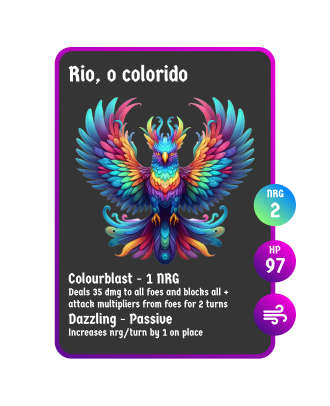 Rio, o colorido
NRG
2
HP
97
Colourblast - 1 NRG
Deals 35 dmg to all foes and blocks all +
attack multipliers from foes for 2 turns
Dazzling - Passive
Increases nrg/turn by 1 on place